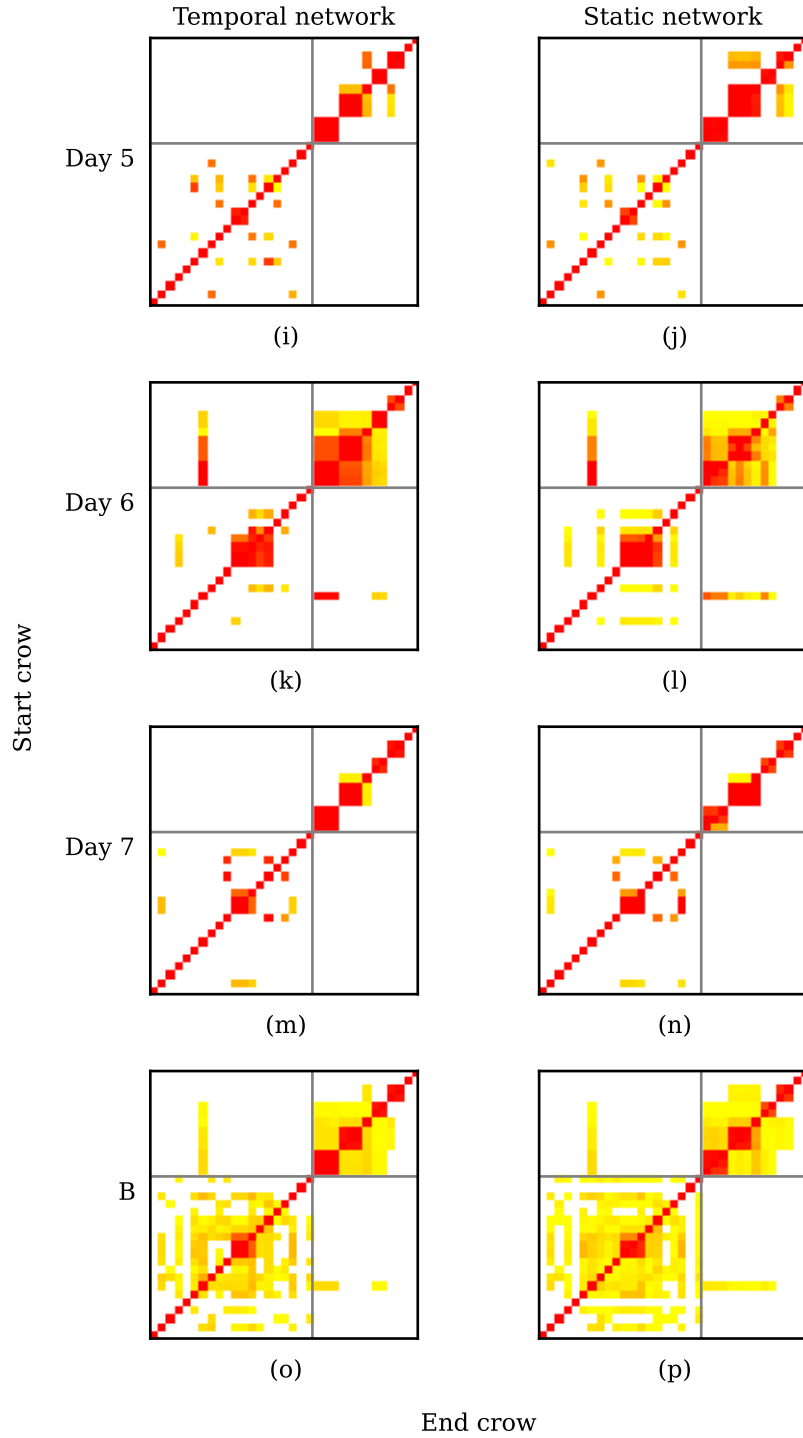 Temporal network
Static network
Day 5
(i)
(j)
Day 6
(k)
(l)
Start crow
Day 7
(m)
(n)
B
(o)
(p)
End crow